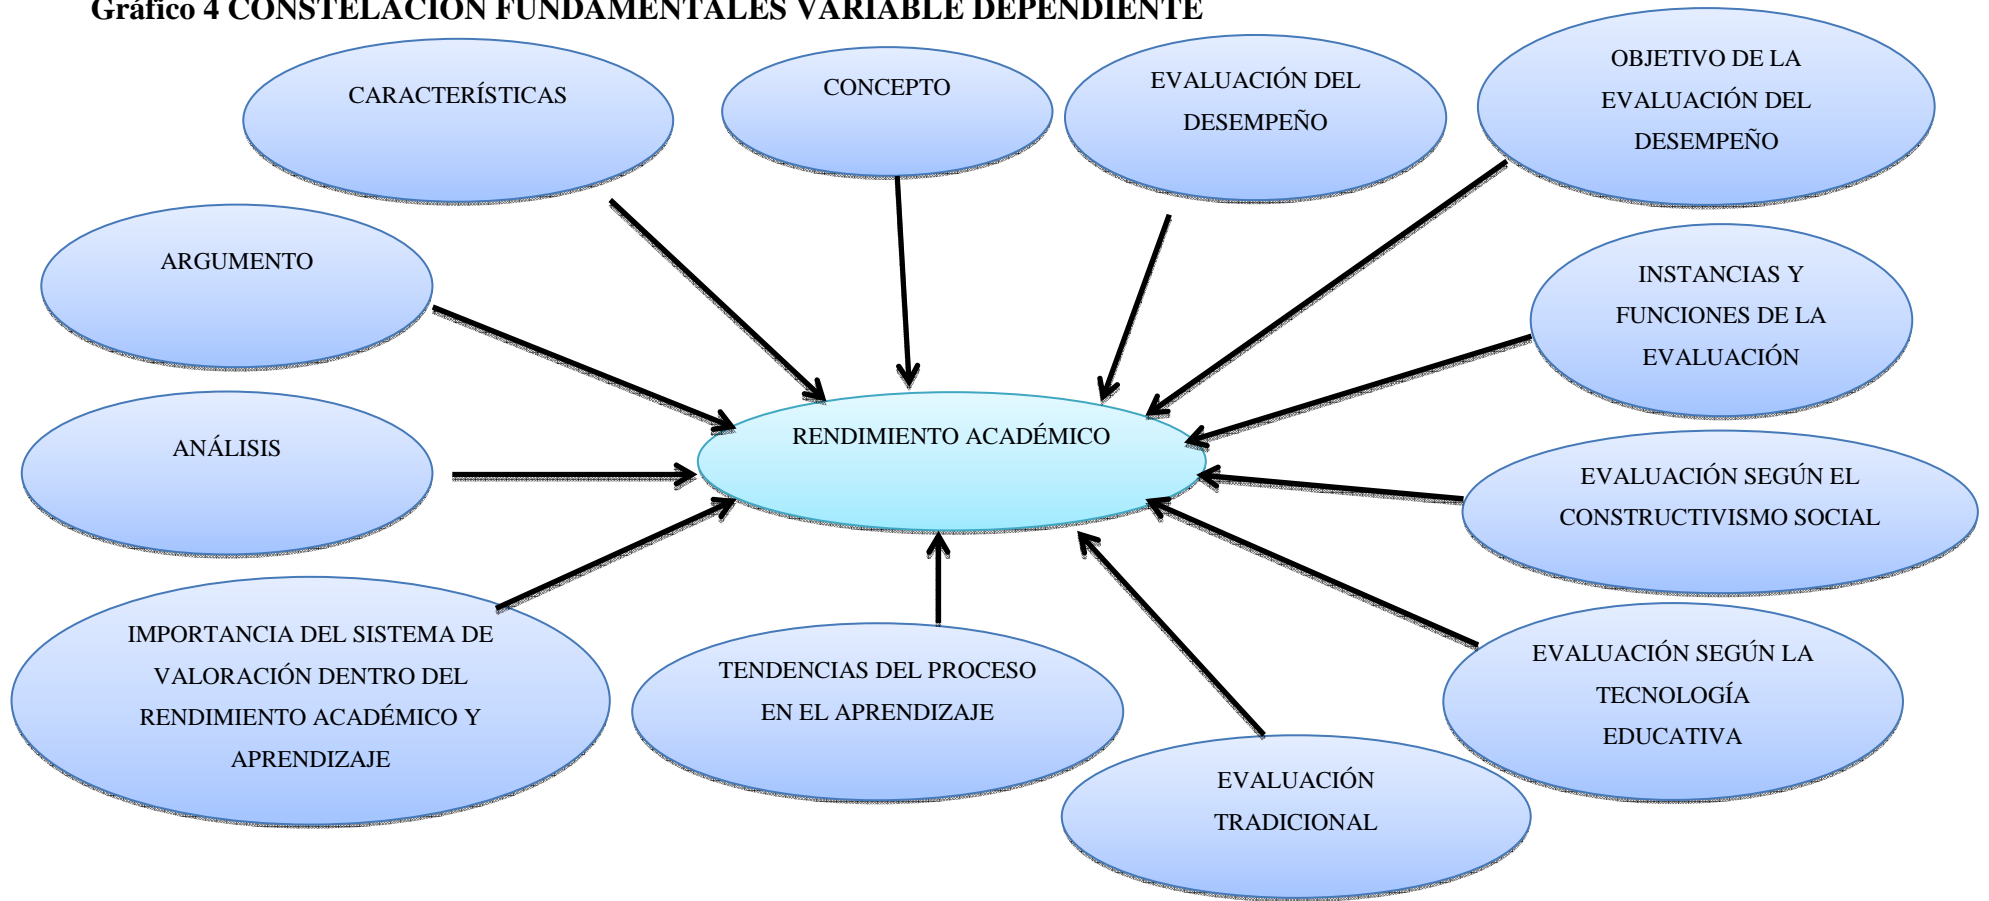 Gráfico 4 CONSTELACIÓN FUNDAMENTALES VARIABLE DEPENDIENTE
CARACTERÍSTICAS
CONCEPTO
EVALUACIÓN DEL
DESEMPEÑO
OBJETIVO DE LA
EVALUACIÓN DEL
DESEMPEÑO
ARGUMENTO
INSTANCIAS Y
FUNCIONES DE LA
EVALUACIÓN
RENDIMIENTO ACADÉMICO
ANÁLISIS
EVALUACIÓN SEGÚN EL
CONSTRUCTIVISMO SOCIAL
IMPORTANCIA DEL SISTEMA DE
VALORACIÓN DENTRO DEL
RENDIMIENTO ACADÉMICO Y
APRENDIZAJE
TENDENCIAS DEL PROCESO
EN EL APRENDIZAJE
EVALUACIÓN SEGÚN LA
TECNOLOGÍA
EDUCATIVA
EVALUACIÓN
TRADICIONAL